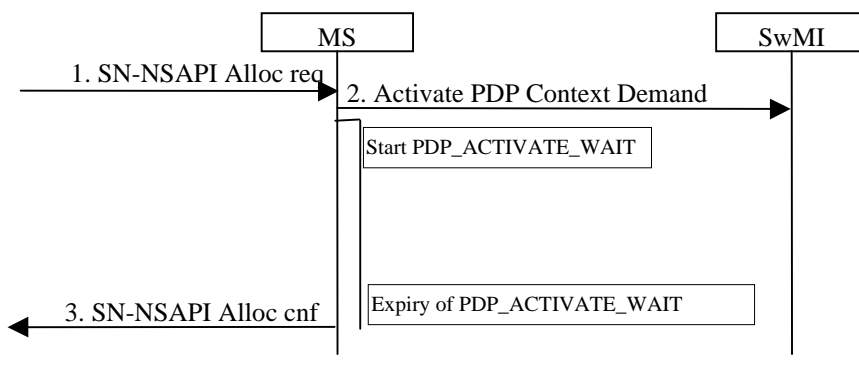 MS
SwMI
1. SN-NSAPI Alloc req
2. Activate PDP Context Demand
Start PDP_ACTIVATE_WAIT
Expiry of PDP_ACTIVATE_WAIT
3. SN-NSAPI Alloc cnf